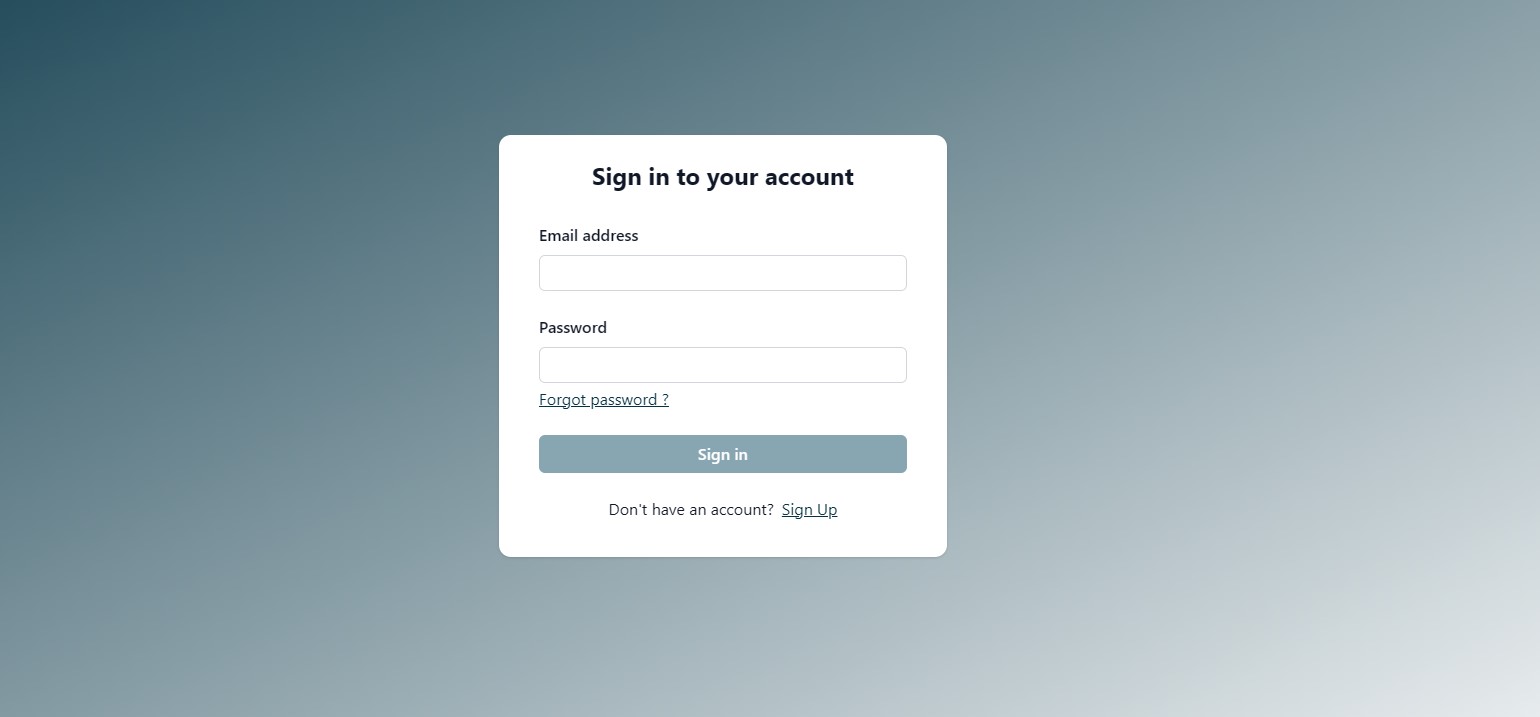 Sign in to your account
Email address
Password
Forgot password ?
Sign in
Don't have an account? Sign Up